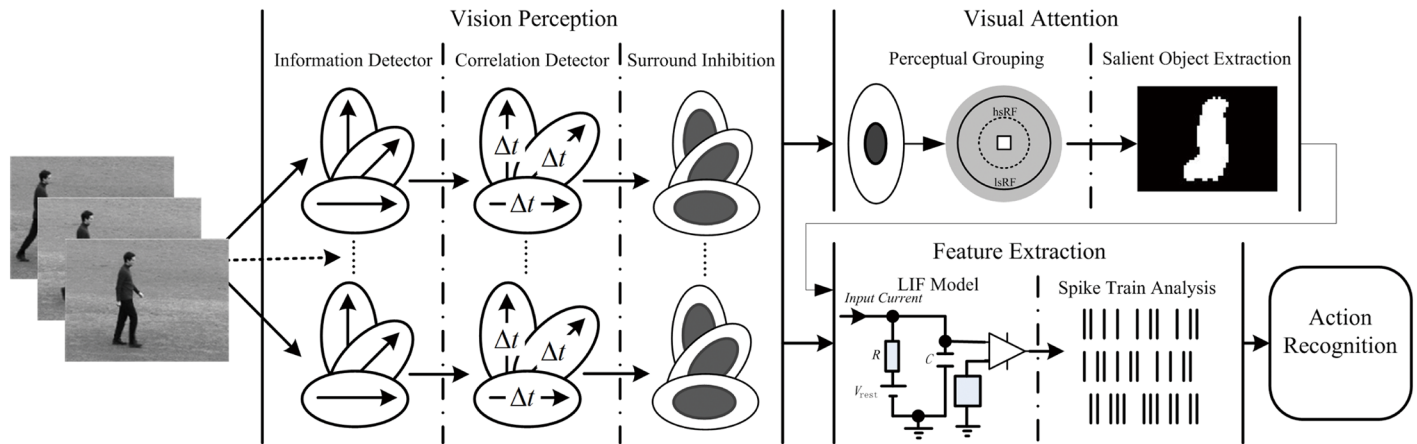 Vision Perception
Information Detector
Correlation Detector
Surround Inhibition
Δt
Δt
Δt
Δt
Δt
Δt
Visual Attention
Perceptual Grouping
Salient Object Extraction
hsRF
lsRF
Feature Extraction
LIF Model
Spike Train Analysis
Input Current
R
C
Vrest
Action
Recognition